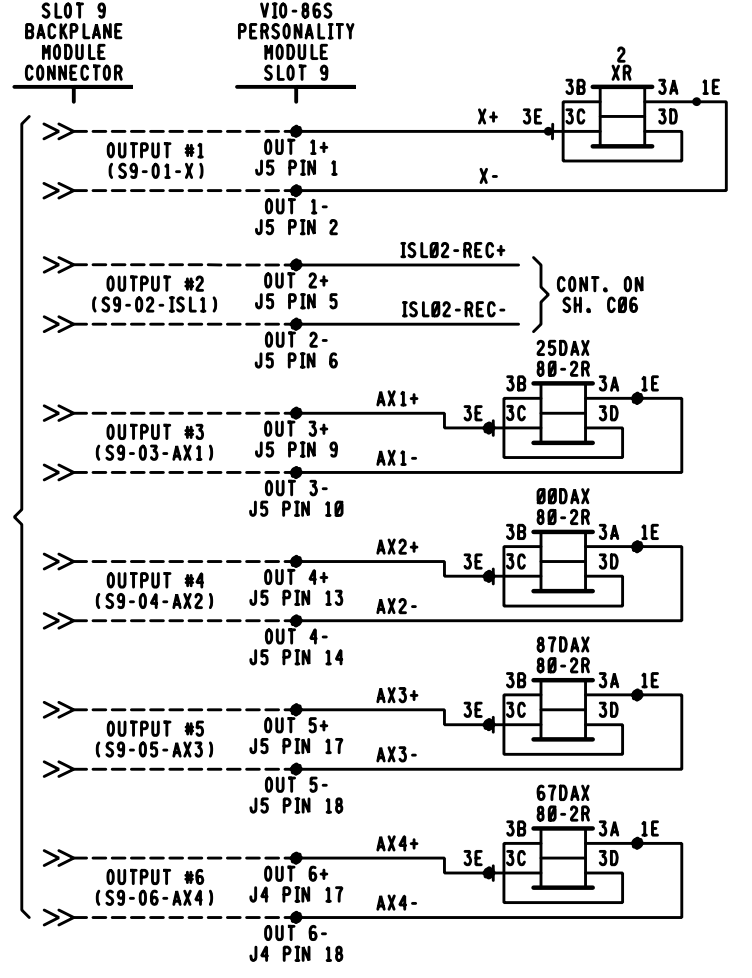 SLOT 9
BACKPLANE
MODULE
CONNECTOR
VIO-86S
PERSONALITY
MODULE
SLOT 9
2
XR
3B
3A
1E
X+
3E
3C
3D
OUTPUT #1
(S9-01-X)
OUT 1+
J5 PIN 1
X-
OUT 1-
J5 PIN 2
ISL02-REC+
OUTPUT #2
(S9-02-ISL1)
OUT 2+
J5 PIN 5
CONT. ON
SH. C06
ISL02-REC-
OUT 2-
J5 PIN 6
25DAX
80-2R
3B
3A
1E
AX1+
3E
3C
3D
OUTPUT #3
(S9-03-AX1)
OUT 3+
J5 PIN 9
AX1-
OUT 3-
J5 PIN 10
00DAX
80-2R
3B
3A
1E
AX2+
3E
3C
3D
OUTPUT #4
(S9-04-AX2)
OUT 4+
J5 PIN 13
AX2-
OUT 4-
J5 PIN 14
87DAX
80-2R
3B
3A
1E
AX3+
3E
3C
3D
OUTPUT #5
(S9-05-AX3)
OUT 5+
J5 PIN 17
AX3-
OUT 5-
J5 PIN 18
67DAX
80-2R
3B
3A
1E
AX4+
3E
3C
3D
OUTPUT #6
(S9-06-AX4)
OUT 6+
J4 PIN 17
AX4-
OUT 6-
J4 PIN 18